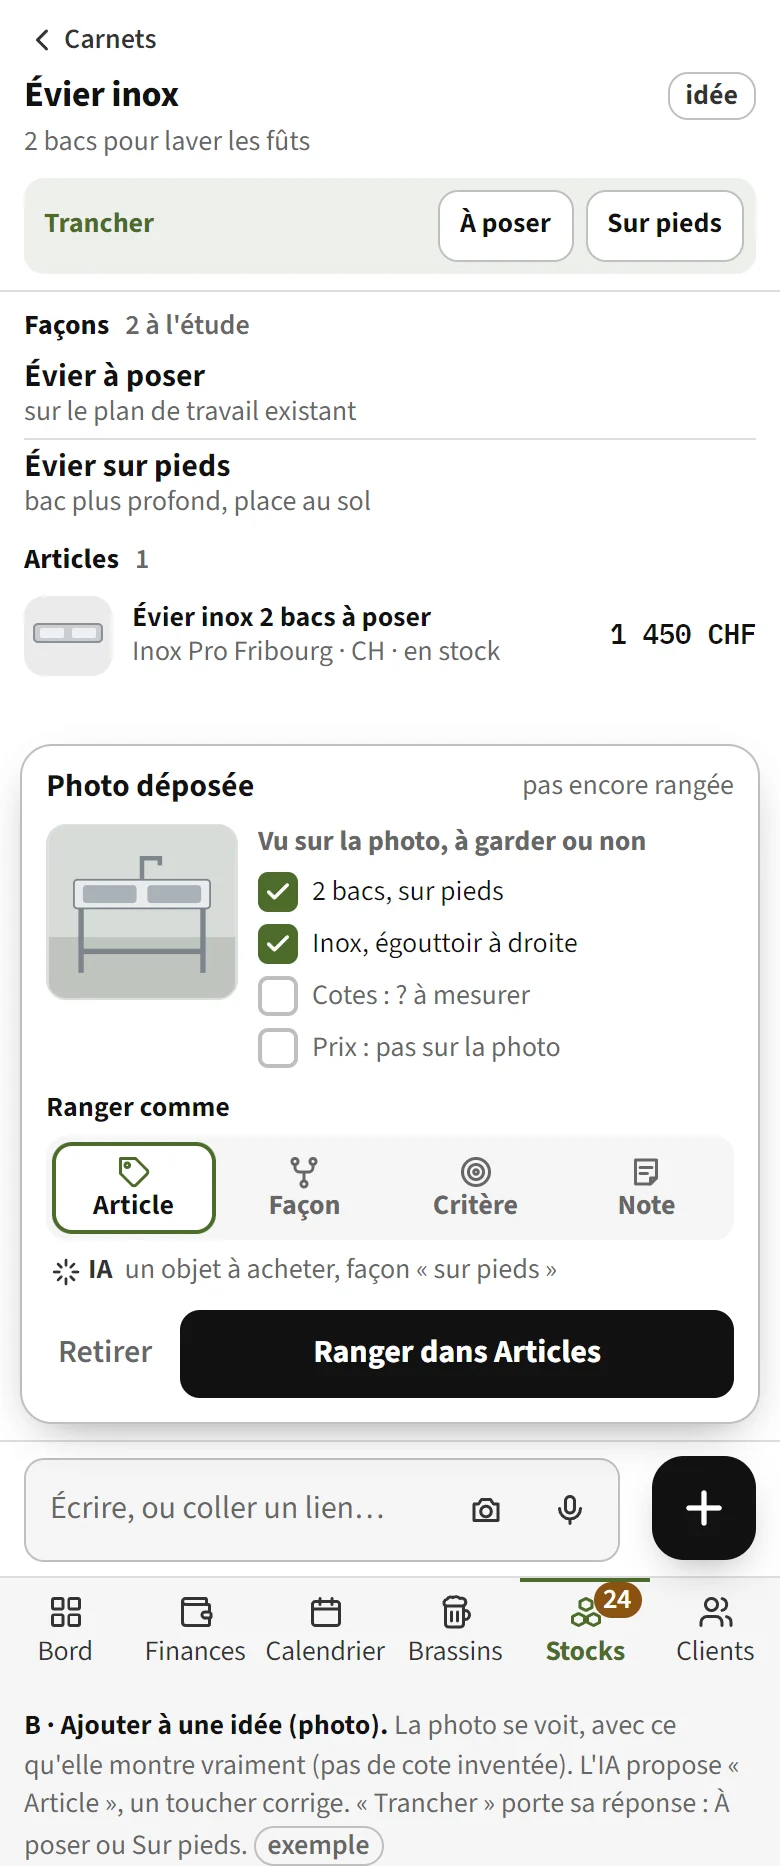 Carnets
Évier inox
idée
2 bacs pour laver les fûts
Trancher
À poser
Sur pieds
Façons 2 à l'étude
Évier à poser
sur le plan de travail existant
Évier sur pieds
bac plus profond, place au sol
Articles 1
Évier inox 2 bacs à poser
Inox Pro Fribourg · CH · en stock
1 450 CHF
Photo déposée
pas encore rangée
Vu sur la photo, à garder ou non
2 bacs, sur pieds
Inox, égouttoir à droite
Cotes : ? à mesurer
Prix : pas sur la photo
Ranger comme
Article
Façon
Critère
Note
IA un objet à acheter, façon « sur pieds »
Retirer
Ranger dans Articles
Écrire, ou coller un lien…
24
Bord
Finances
Calendrier
Brassins
Stocks
Clients
B · Ajouter à une idée (photo). La photo se voit, avec ce
qu'elle montre vraiment (pas de cote inventée). L'IA propose «
Article », un toucher corrige. « Trancher » porte sa réponse : À
poser ou Sur pieds. exemple